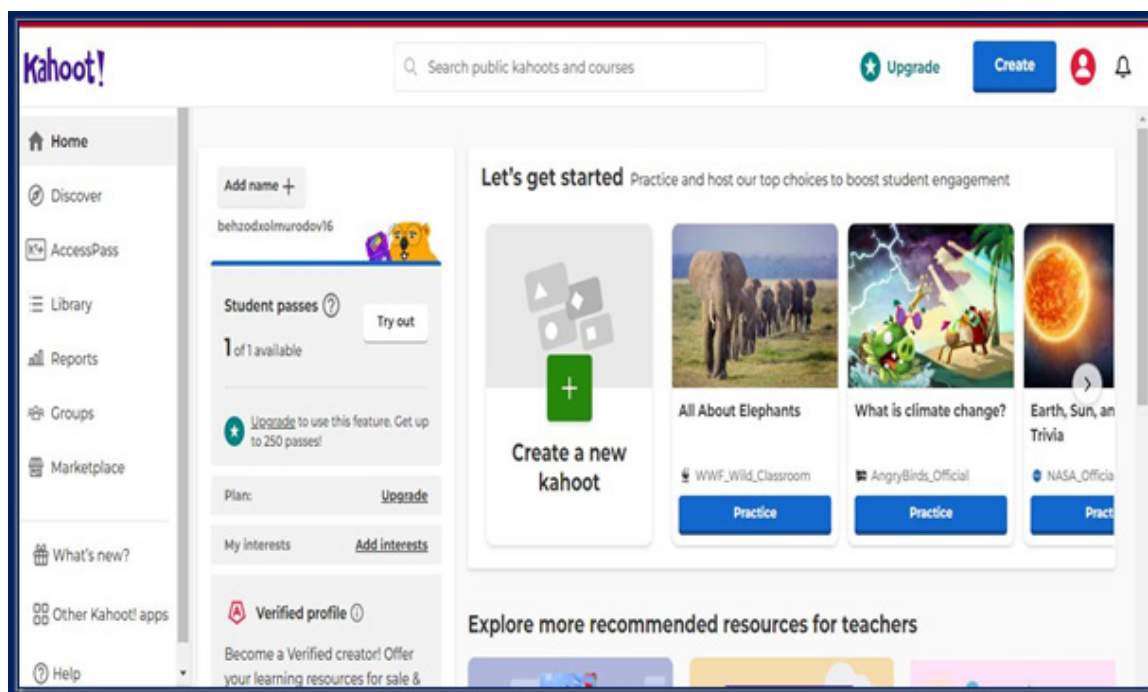 Kahoot!
Search public kahoots and courses
Upgrade
Create
Home
Discover
AccessPass
Library
Reports
Groups
Marketplace
What's new?
Other Kahoot! apps
Help
Add name +
behzodxolmurodov16
Student passes ?
Try out
1 of 1 available
Upgrade to use this feature. Get up
to 250 passes!
Plan:
Upgrade
My interests
Add interests
Verified profile
Become a Verified creator! Offer
your learning resources for sale &
Let's get started Practice and host our top choices to boost student engagement
Create a new
kahoot
All About Elephants
WWF_Wild_Classroom
Practice
What is climate change?
AngryBirds_Official
Practice
Earth, Sun, an
Trivia
NASA_Officia
Pract
Explore more recommended resources for teachers